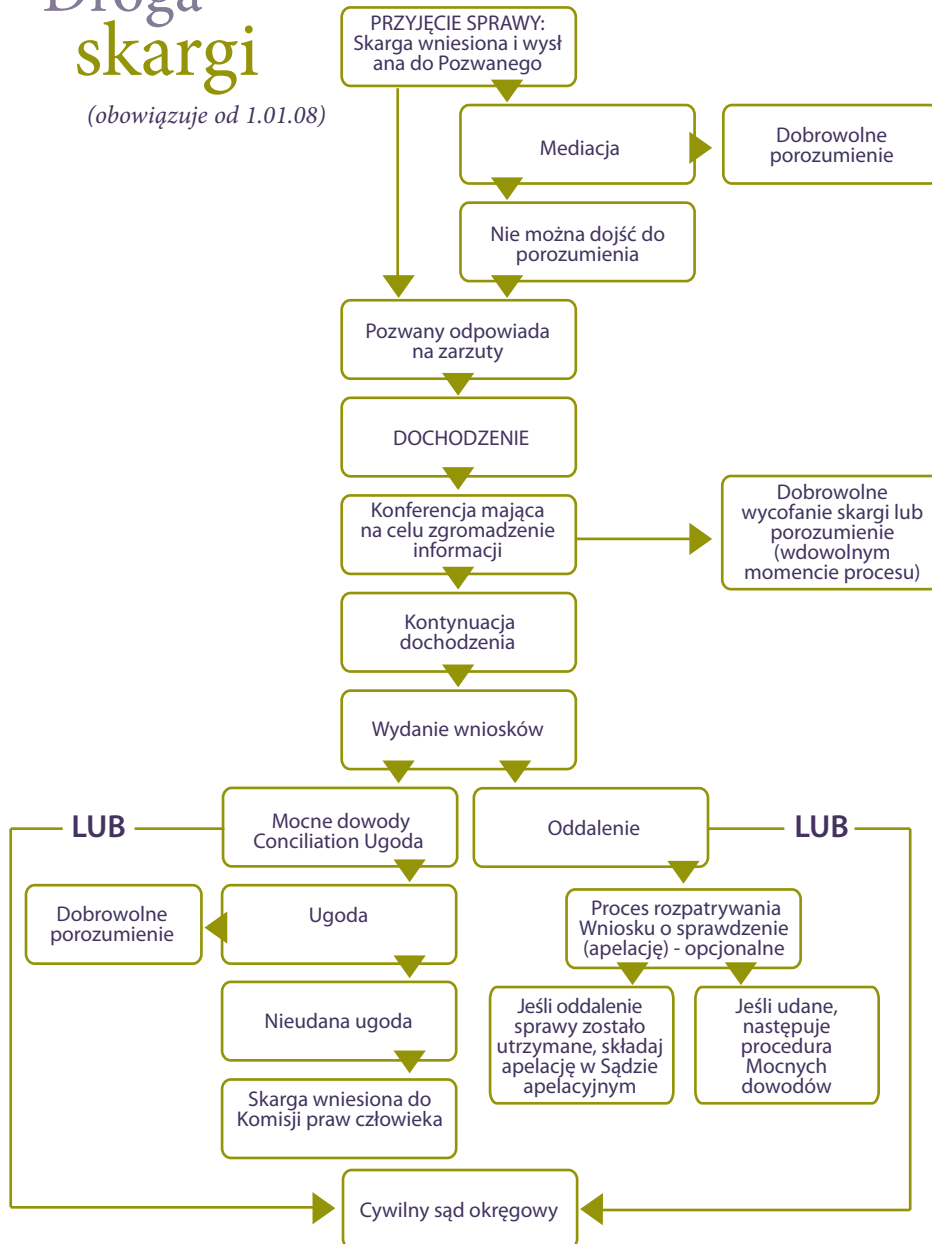 Droga
skargi
(obowiązuje od 1.01.08)
PRZYJĘCIE SPRAWY:
Skarga wniesiona i wysł
ana do Pozwanego
Mediacja
Dobrowolne
porozumienie
Nie można dojść do
porozumienia
Pozwany odpowiada
na zarzuty
DOCHODZENIE
Konferencja mająca
na celu zgromadzenie
informacji
Dobrowolne
wycofanie skargi lub
porozumienie
(wdowolnym
momencie procesu)
Kontynuacja
dochodzenia
Wydanie wniosków
LUB
Mocne dowody
Conciliation Ugoda
Oddalenie
LUB
Dobrowolne
porozumienie
Ugoda
Proces rozpatrywania
Wniosku o sprawdzenie
(apelację) - opcjonalne
Nieudana ugoda
Jeśli oddalenie
sprawy zostało
utrzymane, składaj
apelację w Sądzie
apelacyjnym
Jeśli udane,
następuje
procedura
Mocnych
dowodów
Skarga wniesiona do
Komisji praw człowieka
Cywilny sąd okręgowy